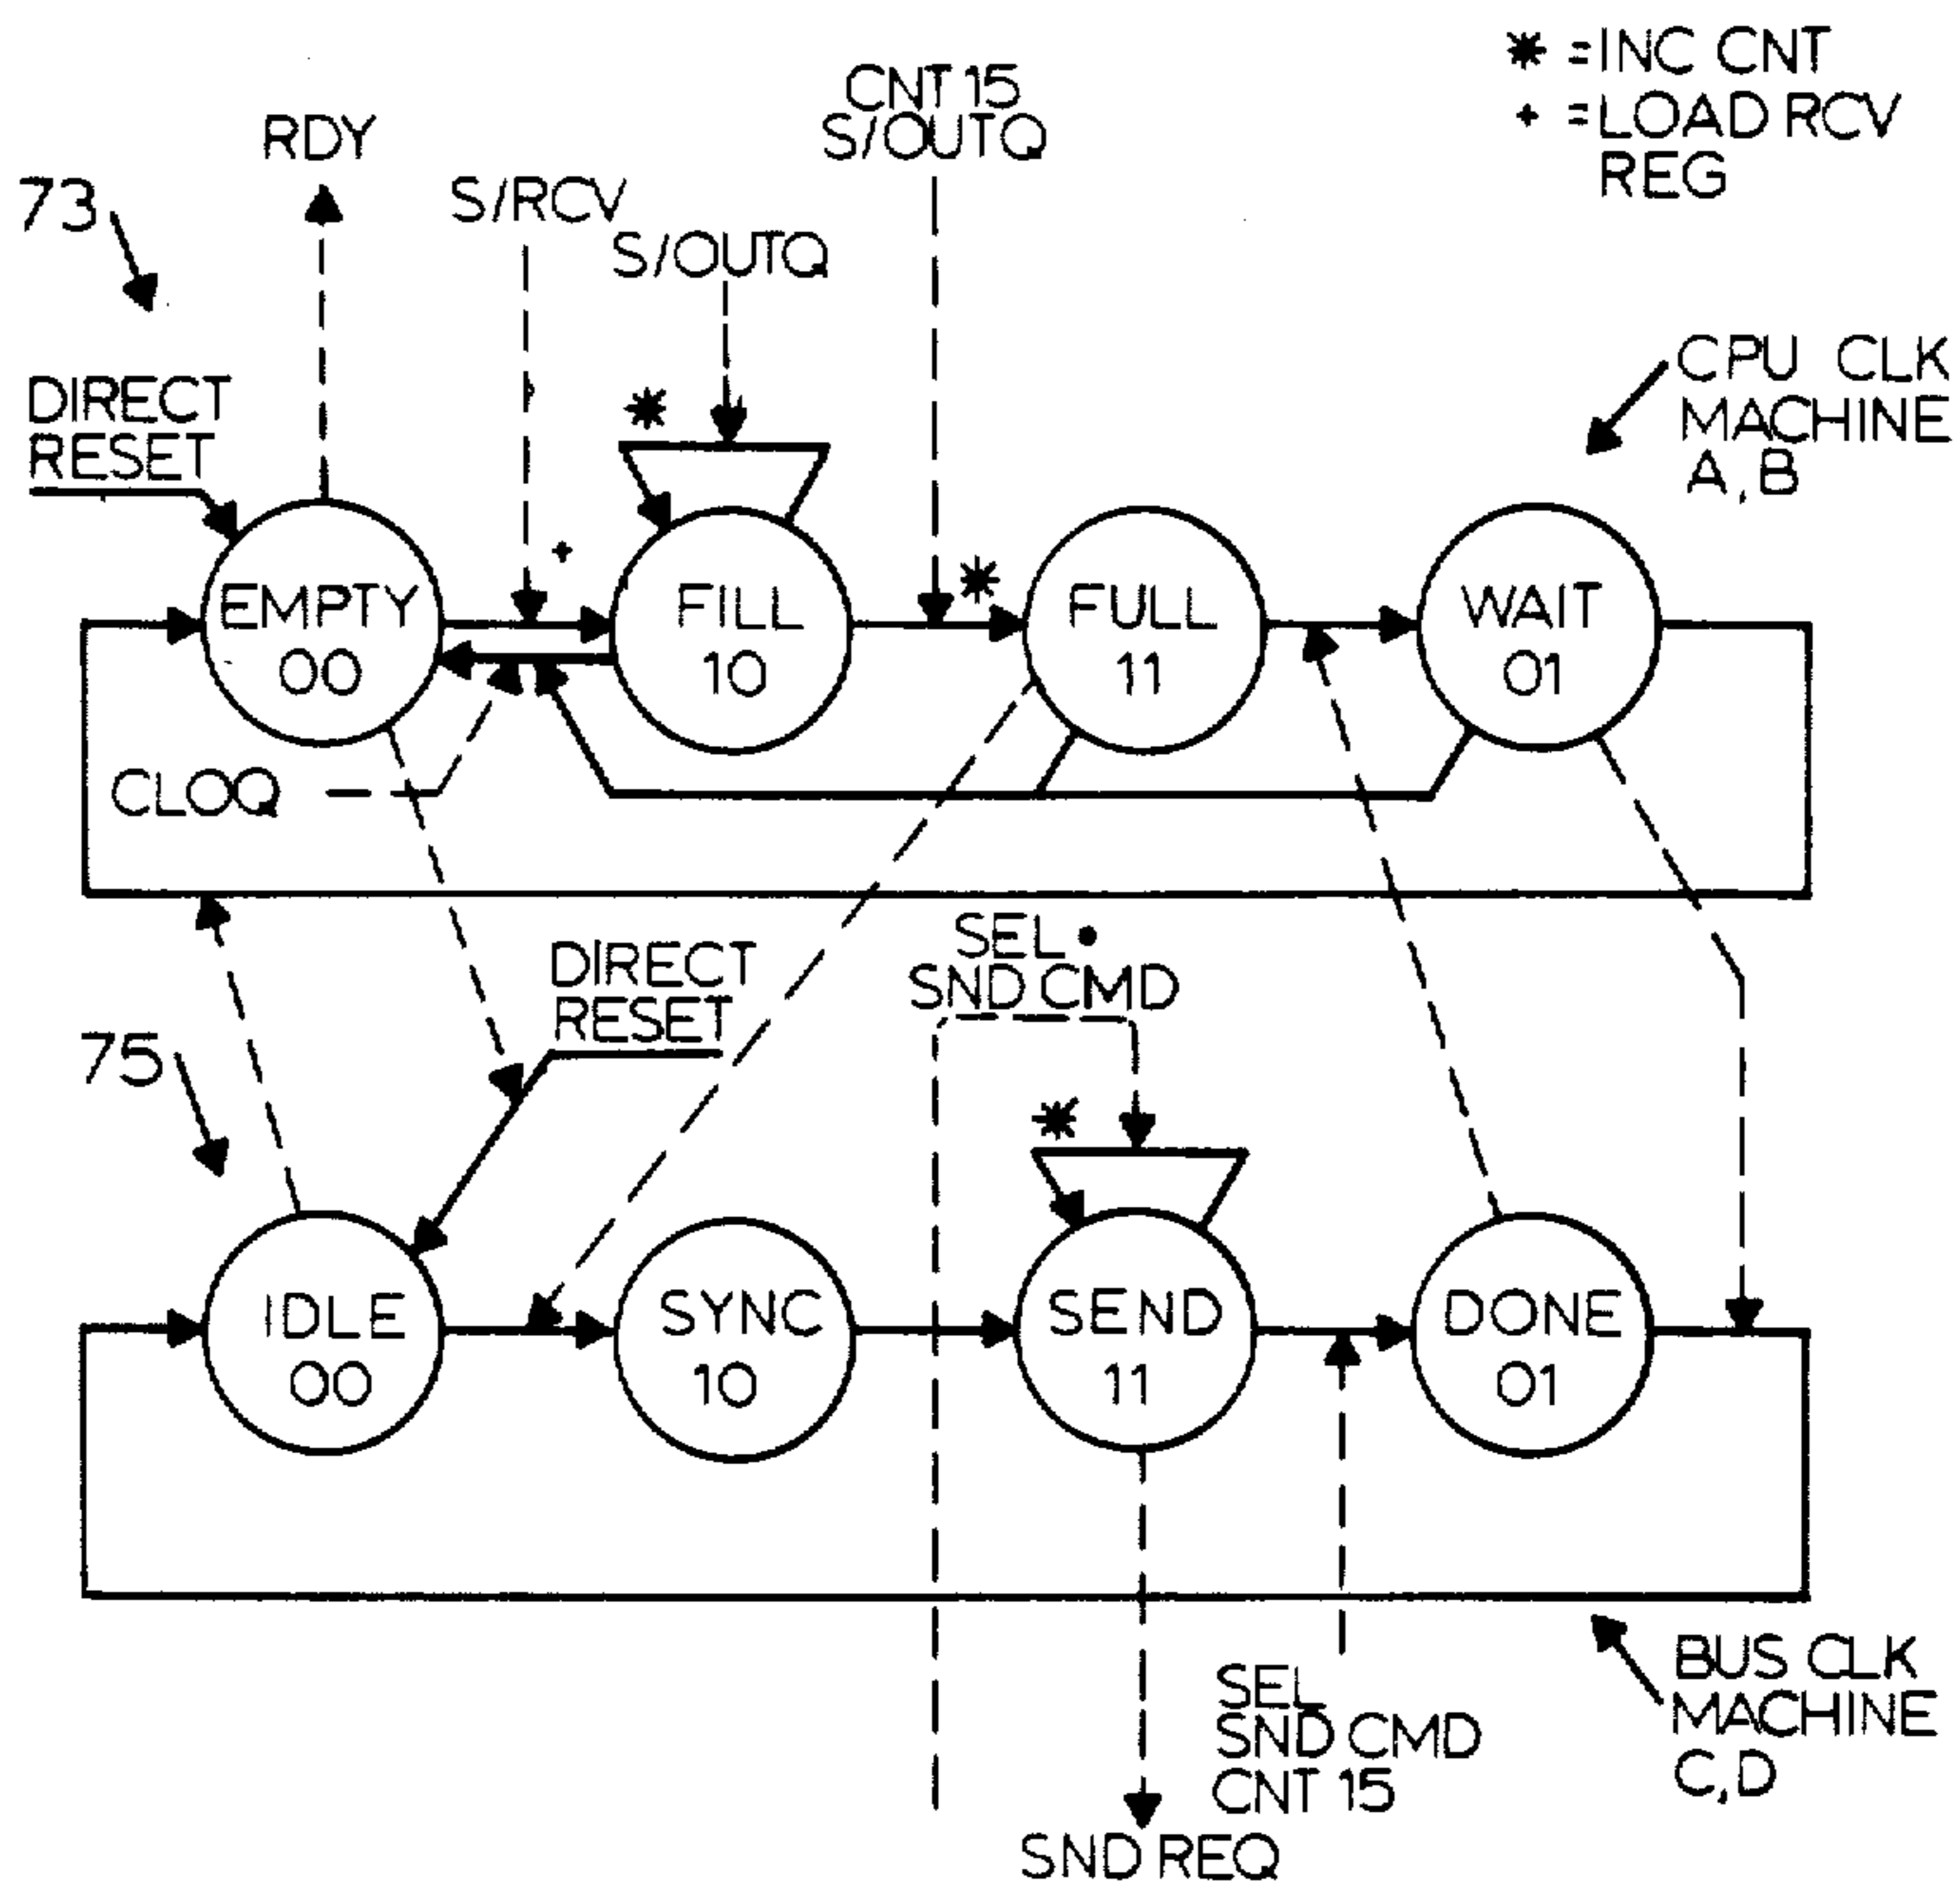 * = INC CNT
+ = LOAD RCV
REG
CNT 15
S/OUTQ
RDY
73
S/RCV
S/OUTQ
*
DIRECT
RESET
CPU CLK
MACHINE
A, B
+
*
EMPTY
00
FILL
10
FULL
11
WAIT
01
CLOQ
SEL •
SND CMD
DIRECT
RESET
75
*
IDLE
00
SYNC
10
SEND
11
DONE
01
SEL
SND CMD
CNT 15
BUS CLK
MACHINE
C, D
SND REQ